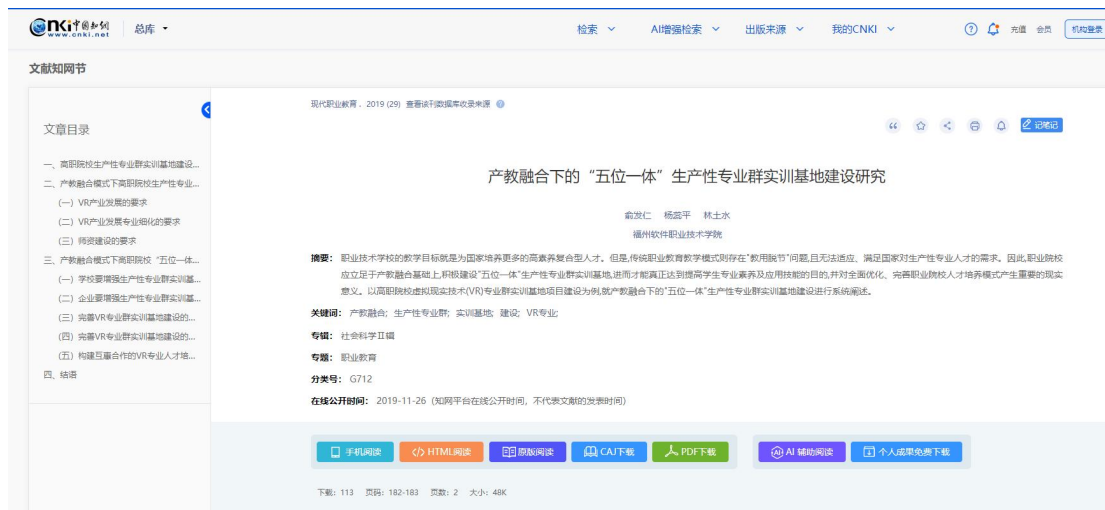 Cnki中国知网
www.cnki.net
总库
检索
AI增强检索
出版来源
我的CNKI
充值
会员
机构登录
文献知网节
文章目录
一、高职院校生产性专业群实训基地建设...
二、产教融合模式下高职院校生产性专业...
（一）VR产业发展的要求
（二）VR产业发展专业细化的要求
（三）师资建设的要求
三、产教融合模式下高职院校“五位一体...
（一）学校要增强生产性专业群实训基...
（二）企业要增强生产性专业群实训基...
（三）完善VR专业群实训基地建设的...
（四）完善VR专业群实训基地建设的...
（五）构建互重合作的VR专业人才培...
四、结语
现代职业教育 . 2019 (29) 查看该刊数据库收录来源
记笔记
产教融合下的“五位一体”生产性专业群实训基地建设研究
俞发仁 杨蕊平 林土水
福州软件职业技术学院
摘要： 职业技术学校的教学目标就是为国家培养更多的高素养复合型人才。但是,传统职业教育教学模式则存在"教用脱节"问题,且无法适应、满足国家对生产性专业人才的需求。因此,职业院校
应立足于产教融合基础上,积极建设"五位一体"生产性专业群实训基地,进而才能真正达到提高学生专业素养及应用技能的目的,并对全面优化、完善职业院校人才培养模式产生重要的现实
意义。以高职院校虚拟现实技术(VR)专业群实训基地项目建设为例,就产教融合下的"五位一体"生产性专业群实训基地建设进行系统阐述。
关键词： 产教融合; 生产性专业群; 实训基地; 建设; VR专业;
专辑： 社会科学Ⅱ辑
专题： 职业教育
分类号： G712
在线公开时间： 2019-11-26（知网平台在线公开时间，不代表文献的发表时间）
手机阅读
HTML阅读
原版阅读
CAJ下载
PDF下载
AI 辅助阅读
个人成果免费下载
下载：113 页码：182-183 页数：2 大小：48K